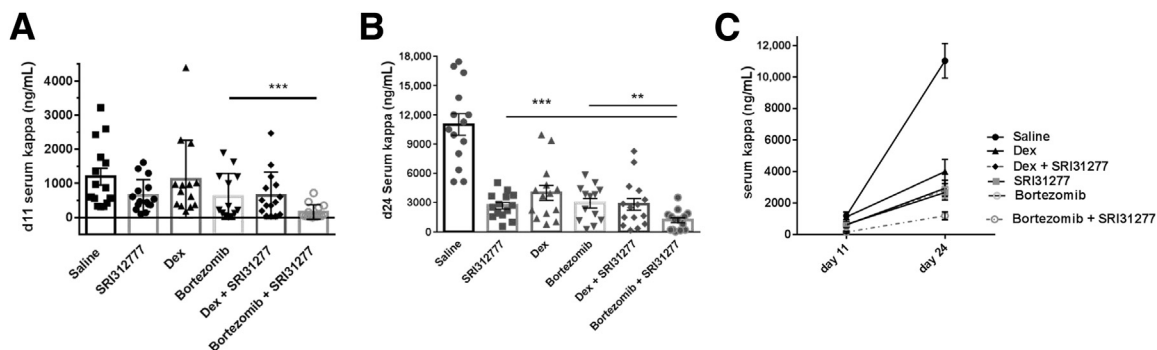 A
d11 serum kappa (ng/mL)
4000
3000
2000
1000
0
***
Saline
SRI312777
Dex
Bortezomib
Dex + SRI31277
Bortezomib + SRI31277
B
d24 Serum kappa (ng/mL)
18,000
15,000
12,000
9000
6000
3000
0
***
**
Saline
SRI312777
Dex
Bortezomib
Dex + SRI31277
Bortezomib + SRI31277
C
serum kappa (ng/mL)
12,000
10,000
8000
6000
4000
2000
0
day 11
day 24
Saline
Dex
Dex + SRI31277
SRI31277
Bortezomib
Bortezomib + SRI31277